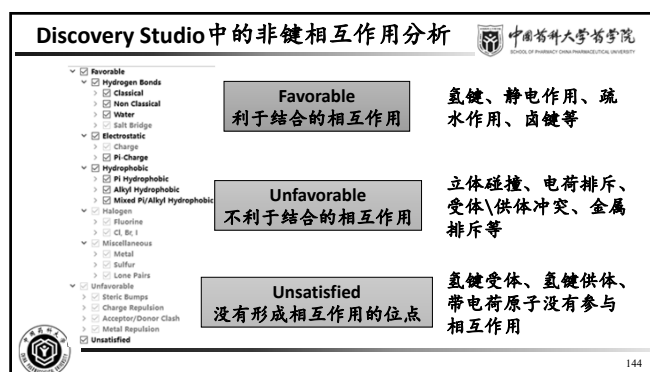 Discovery Studio中的非键相互作用分析
中国药科大学药学院
SCHOOL OF PHARMACY CHINA PHARMACEUTICAL UNIVERSITY
Favorable
Hydrogen Bonds
Classical
Non Classical
Water
Salt Bridge
Electrostatic
Charge
Pi-Charge
Hydrophobic
Pi Hydrophobic
Alkyl Hydrophobic
Mixed Pi/Alkyl Hydrophobic
Halogen
Fluorine
Cl, Br, I
Miscellaneous
Metal
Sulfur
Lone Pairs
Unfavorable
Steric Bumps
Charge Repulsion
Acceptor/Donor Clash
Metal Repulsion
Unsatisfied
Favorable
利于结合的相互作用
氢键、静电作用、疏
水作用、卤键等
Unfavorable
不利于结合的相互作用
立体碰撞、电荷排斥、
受体\供体冲突、金属
排斥等
Unsatisfied
没有形成相互作用的位点
氢键受体、氢键供体、
带电荷原子没有参与
相互作用
144